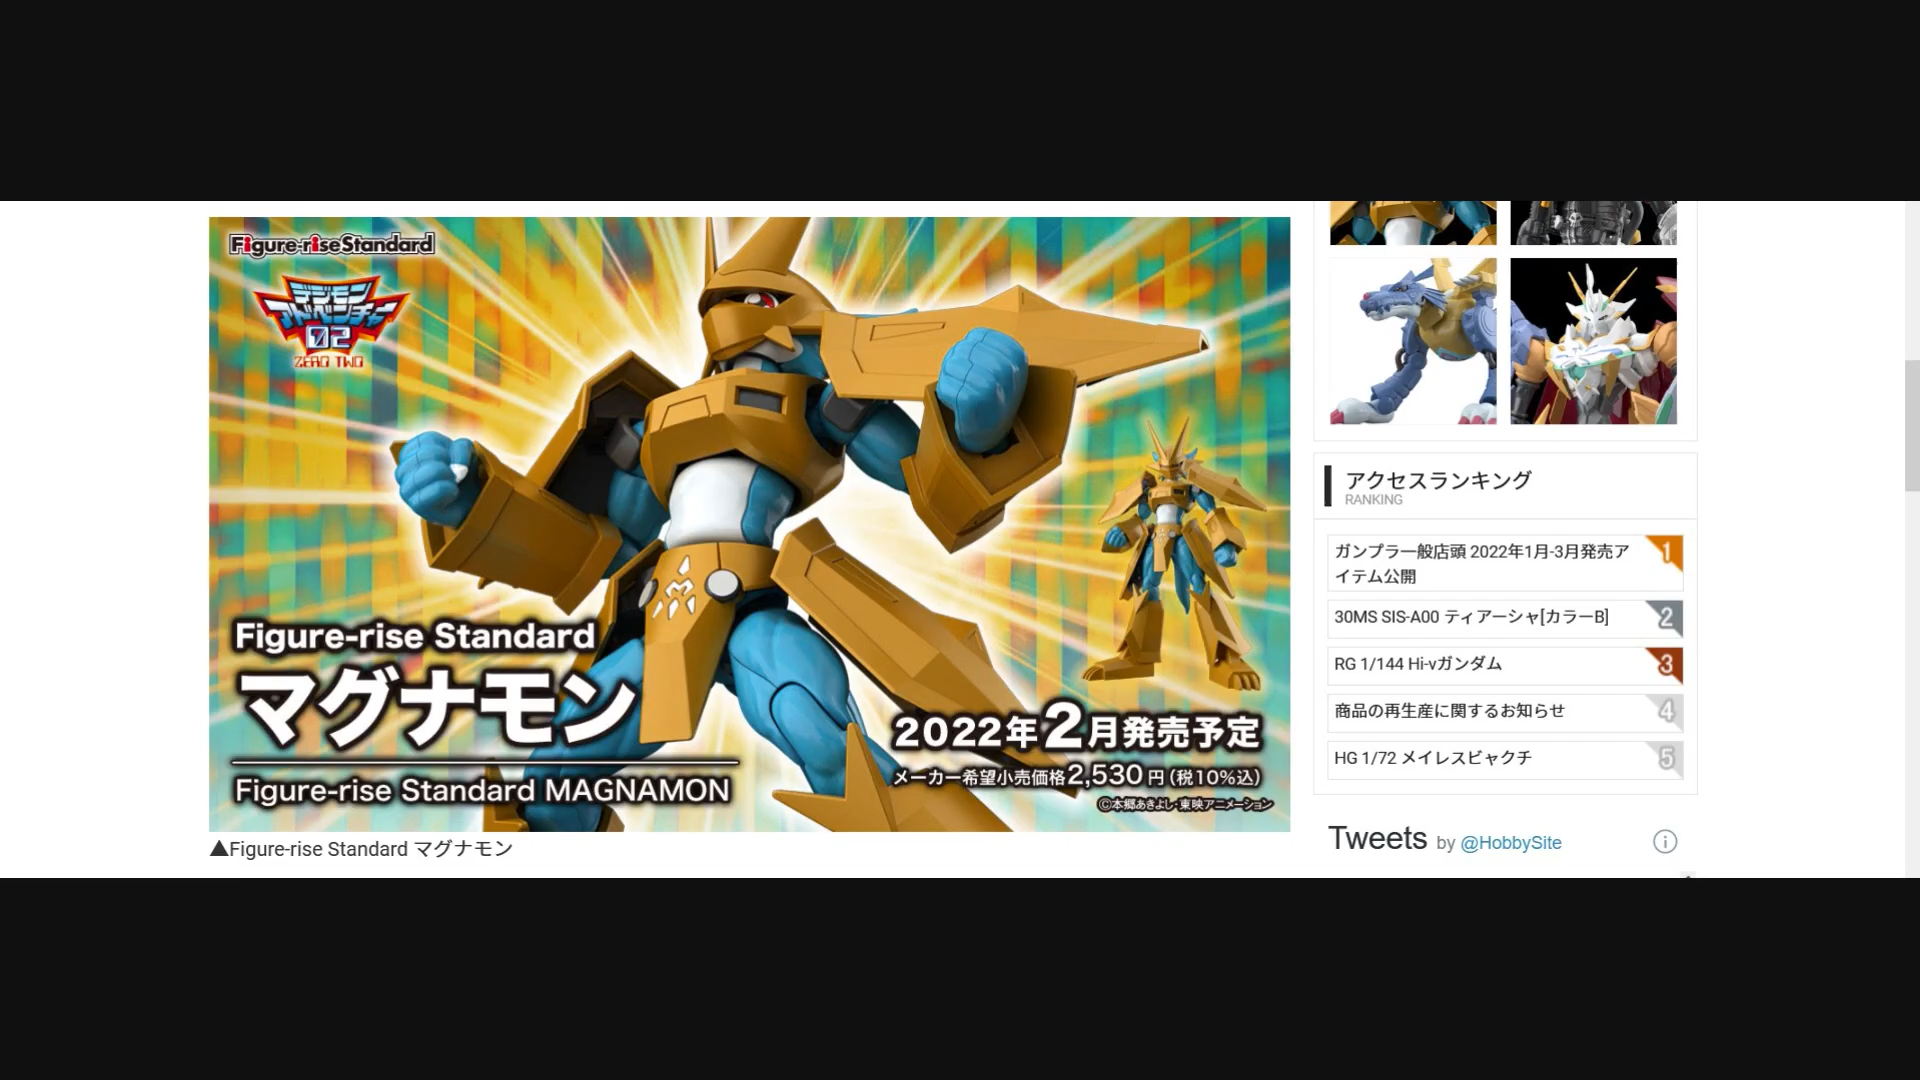 Figure-riseStandard
デジモン
アドベンチャー
02
ZERO TWO
Figure-rise Standard
マグナモン
Figure-rise Standard MAGNAMON
2022年2月発売予定
メーカー希望小売価格2,530円(税10%込)
©本郷あきよし・東映アニメーション
▲Figure-rise Standard マグナモン
アクセスランキング
RANKING
ガンプラ一般店頭 2022年1月-3月発売ア
イテム公開
1
30MS SIS-A00 ティアーシャ[カラーB]
2
RG 1/144 Hi-νガンダム
3
商品の再生産に関するお知らせ
4
HG 1/72 メイレスビャクチ
5
Tweets by @HobbySite